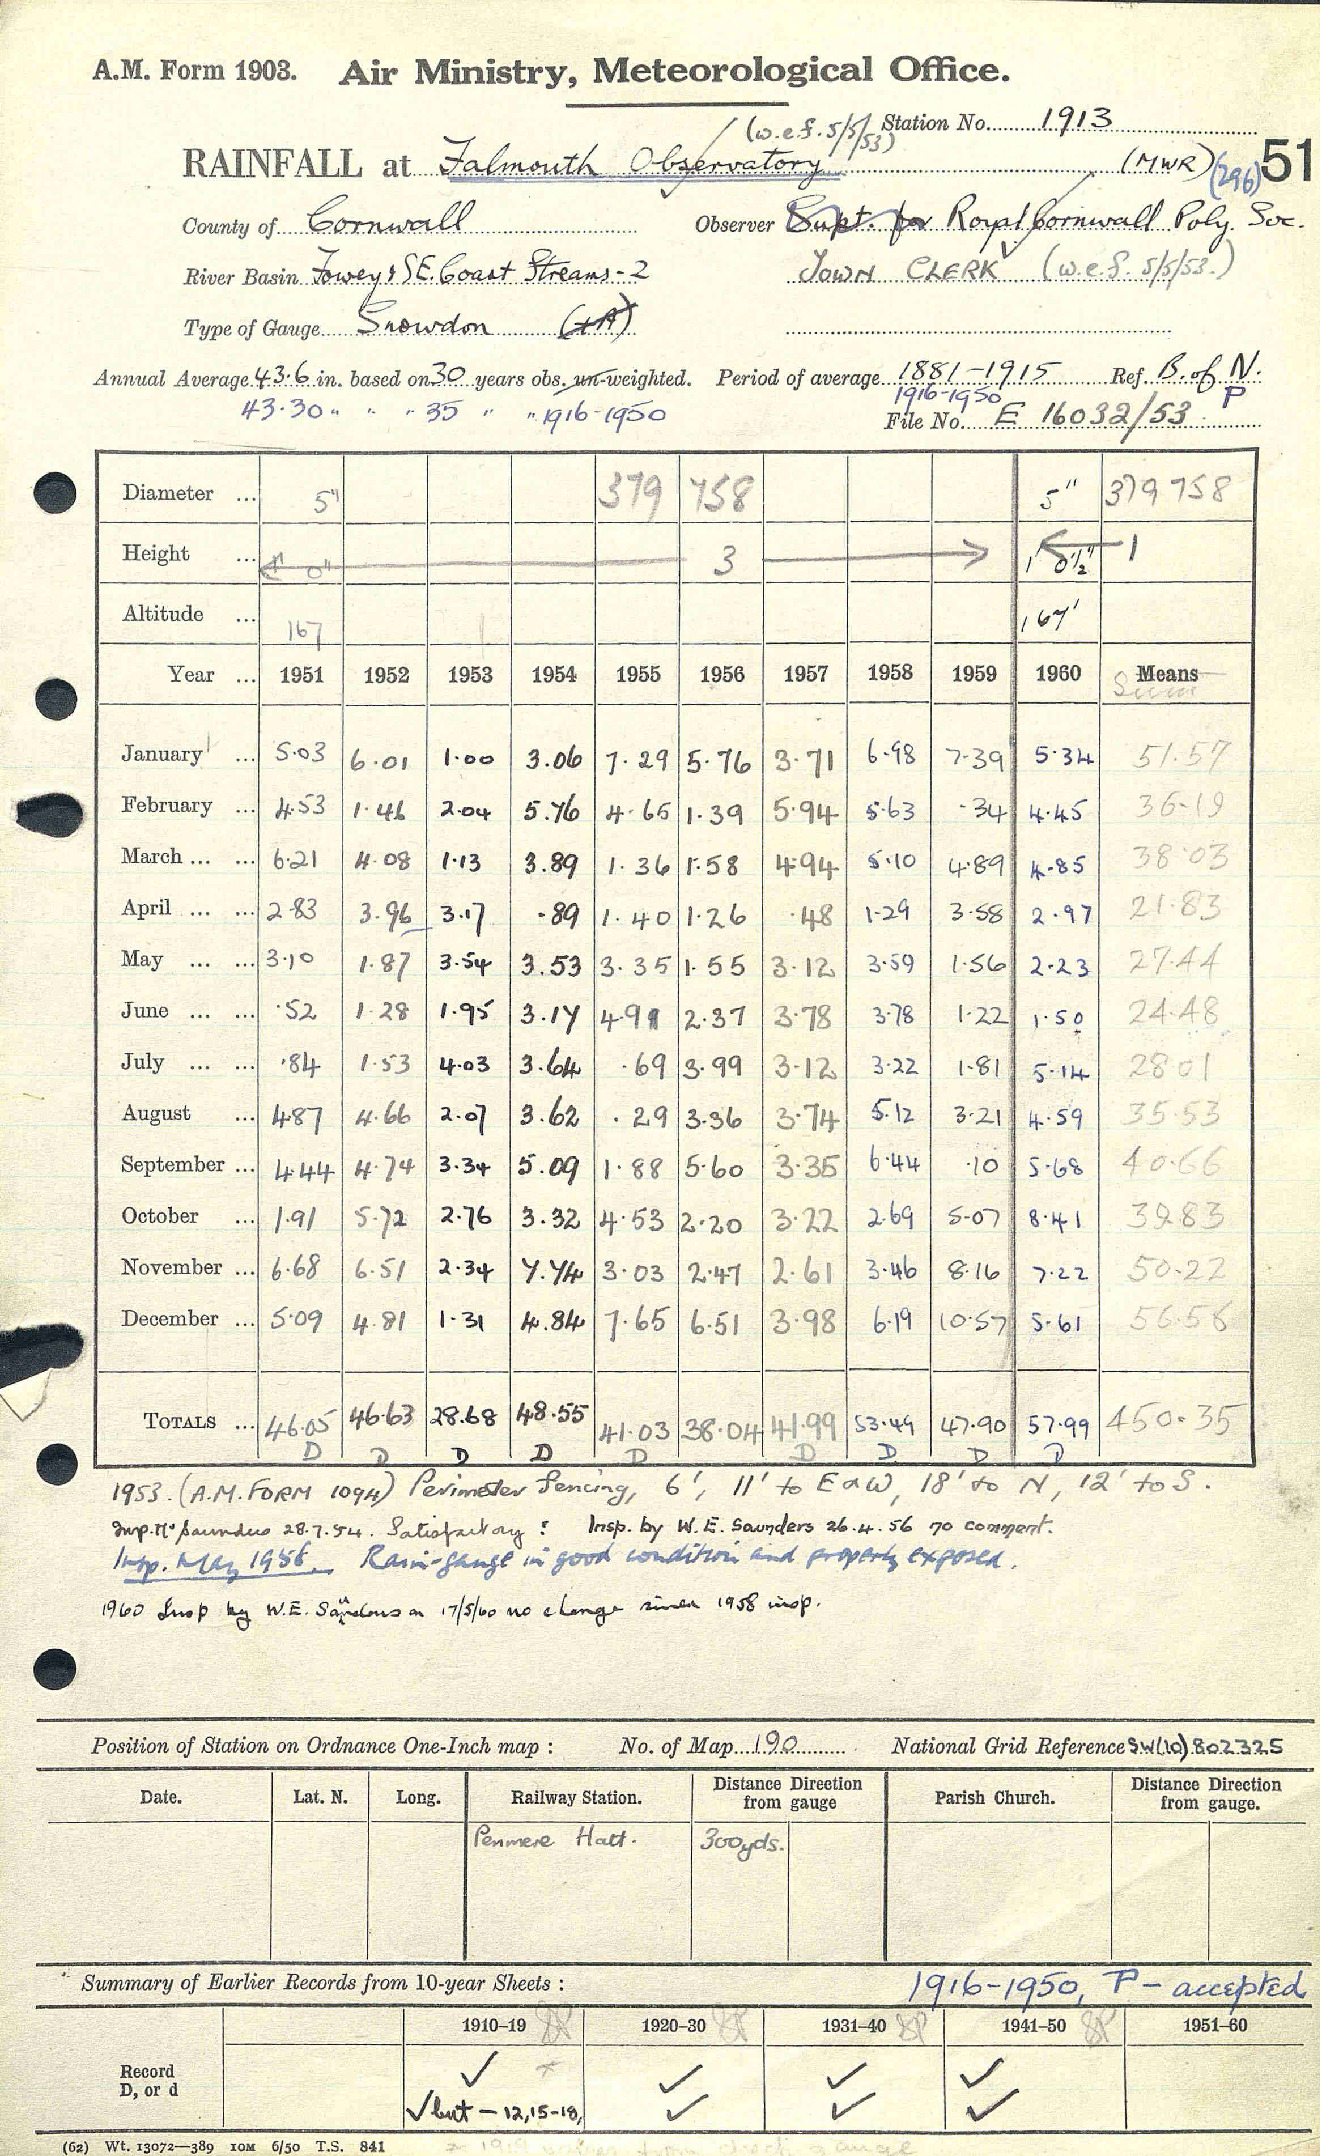 A.M. Form 1903. Air Ministry, Meteorological Office.
(w.e.f. 5/5/53) Station No. 1913
RAINFALL at Falmouth Observatory (MWR) (296) 51
County of Cornwall Observer Supt. for Royal Cornwall Poly. Soc.
River Basin Fowey & SE. Coast Streams - 2 TOWN CLERK (w.e.f. 5/5/53.)
Type of Gauge Snowdon (+A)
Annual Average 43.6 in. based on 30 years obs. un-weighted. Period of average 1881-1915 Ref. B. of N.
43.30 " " " 35 " " 1916-1950 1916-1950 P
File No. E 16032/53
Diameter ... 5" 379 758 5" 379 758
Height ... 1' 0" 3 1' 0½" 1
Altitude ... 167 167'
Year ... 1951 1952 1953 1954 1955 1956 1957 1958 1959 1960 Means Sum
January 5.03 6.01 1.00 3.06 7.29 5.76 3.71 6.98 7.39 5.34 51.57
February ... 4.53 1.46 2.04 5.76 4.65 1.39 5.94 5.63 .34 4.45 36.19
March ... ... 6.21 4.08 1.13 3.89 1.36 1.58 4.94 5.10 4.89 4.85 38.03
April ... ... 2.83 3.96 3.17 .89 1.40 1.26 .48 1.29 3.58 2.97 21.83
May ... ... 3.10 1.87 3.54 3.53 3.35 1.55 3.12 3.59 1.56 2.23 27.44
June ... ... .52 1.28 1.95 3.14 4.91 2.37 3.78 3.78 1.22 1.50 24.48
July ... ... .84 1.53 4.03 3.64 .69 3.99 3.12 3.22 1.81 5.14 28.01
August ... 4.87 4.66 2.07 3.62 .29 3.36 3.74 5.12 3.21 4.59 35.53
September ... 4.44 4.74 3.34 5.09 1.88 5.60 3.35 6.44 .10 5.68 40.66
October ... 1.91 5.72 2.76 3.32 4.53 2.20 3.22 2.69 5.07 8.41 39.83
November ... 6.68 6.51 2.34 7.74 3.03 2.47 2.61 3.46 8.16 7.22 50.22
December ... 5.09 4.81 1.31 4.84 7.65 6.51 3.98 6.19 10.57 5.61 56.56
TOTALS ... 46.05 46.63 28.68 48.55 41.03 38.04 41.99 53.49 47.90 57.99 450.35
D D D D D D D D D
1953. (A.M. FORM 1094) Perimeter fencing, 6', 11' to E & W, 18' to N, 12' to S.
Insp. Mr Saunders 28.7.54. Satisfactory: Insp. by W.E. Saunders 26.4.56 no comment.
Insp. May 1958. Rain-gauge in good condition and properly exposed.
1960 Insp by W.E. Saunders on 17/5/60 no change since 1958 insp.
Position of Station on Ordnance One-Inch map : No. of Map 190 National Grid Reference SW(10) 802325
Date. Lat. N. Long. Railway Station. Distance Direction from gauge Parish Church. Distance Direction from gauge.
Penmere Halt. 300yds.
Summary of Earlier Records from 10-year Sheets : 1916-1950, P - accepted
1910-19 1920-30 1931-40 1941-50 1951-60
Record ✓ ✓ ✓ ✓
D, or d ✓ but - 12, 15-18, ✓ ✓ ✓
(62) Wt. 13072—389 10M 6/50 T.S. 841